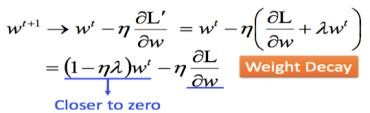 w^{t+1} → w^t − η ∂L′/∂w = w^t − η(∂L/∂w + λw^t)
= (1 − ηλ)w^t − η ∂L/∂w Weight Decay
Closer to zero